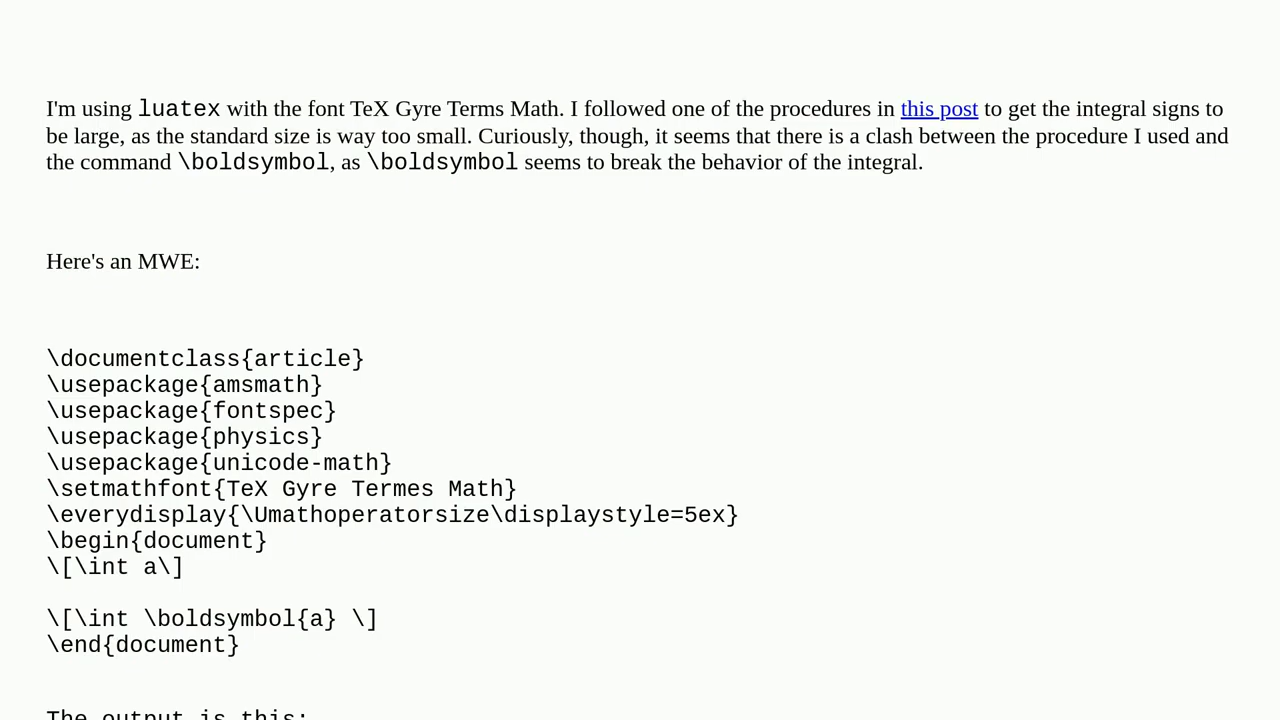 I'm using luatex with the font TeX Gyre Terms Math. I followed one of the procedures in this post to get the integral signs to
be large, as the standard size is way too small. Curiously, though, it seems that there is a clash between the procedure I used and
the command \boldsymbol, as \boldsymbol seems to break the behavior of the integral.
Here's an MWE:
\documentclass{article}
\usepackage{amsmath}
\usepackage{fontspec}
\usepackage{physics}
\usepackage{unicode-math}
\setmathfont{TeX Gyre Termes Math}
\everydisplay{\Umathoperatorsize\displaystyle=5ex}
\begin{document}
\[\int a\]
\[\int \boldsymbol{a} \]
\end{document}
The output is this: